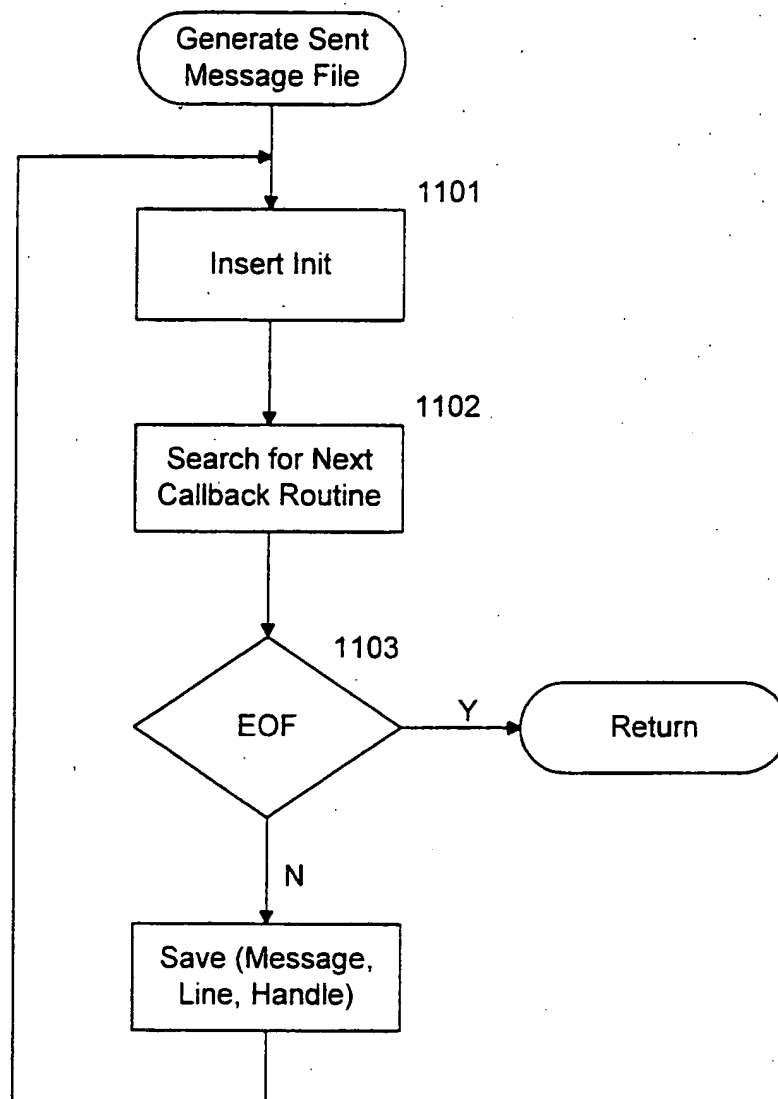 Generate Sent
Message File
1101
Insert Init
1102
Search for Next
Callback Routine
1103
EOF
Y
Return
N
Save (Message,
Line, Handle)